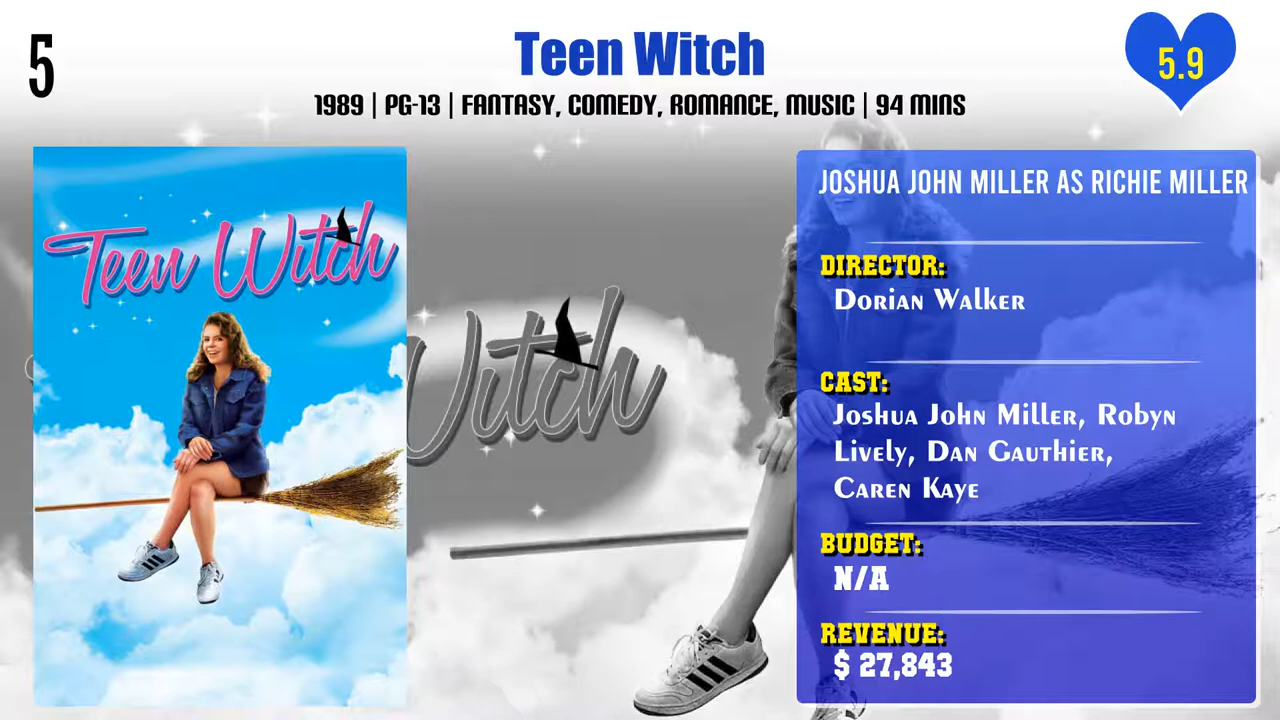 5
Teen Witch
5.9
1989 | PG-13 | FANTASY, COMEDY, ROMANCE, MUSIC | 94 MINS
Teen Witch
Witch
JOSHUA JOHN MILLER AS RICHIE MILLER
DIRECTOR:
Dorian Walker
CAST:
Joshua John Miller, Robyn
Lively, Dan Gauthier,
Caren Kaye
BUDGET:
N/A
REVENUE:
$ 27,843